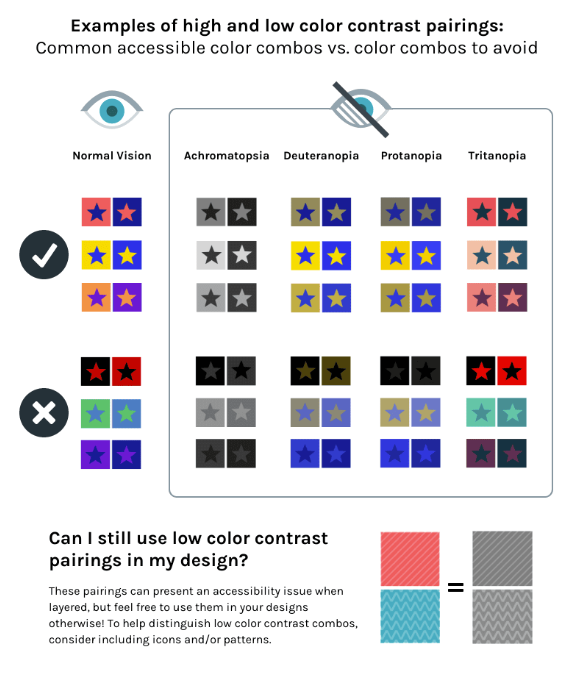 Examples of high and low color contrast pairings:
Common accessible color combos vs. color combos to avoid
Normal Vision
Achromatopsia
Deuteranopia
Protanopia
Tritanopia
Can I still use low color contrast
pairings in my design?
These pairings can present an accessibility issue when
layered, but feel free to use them in your designs
otherwise! To help distinguish low color contrast combos,
consider including icons and/or patterns.
=